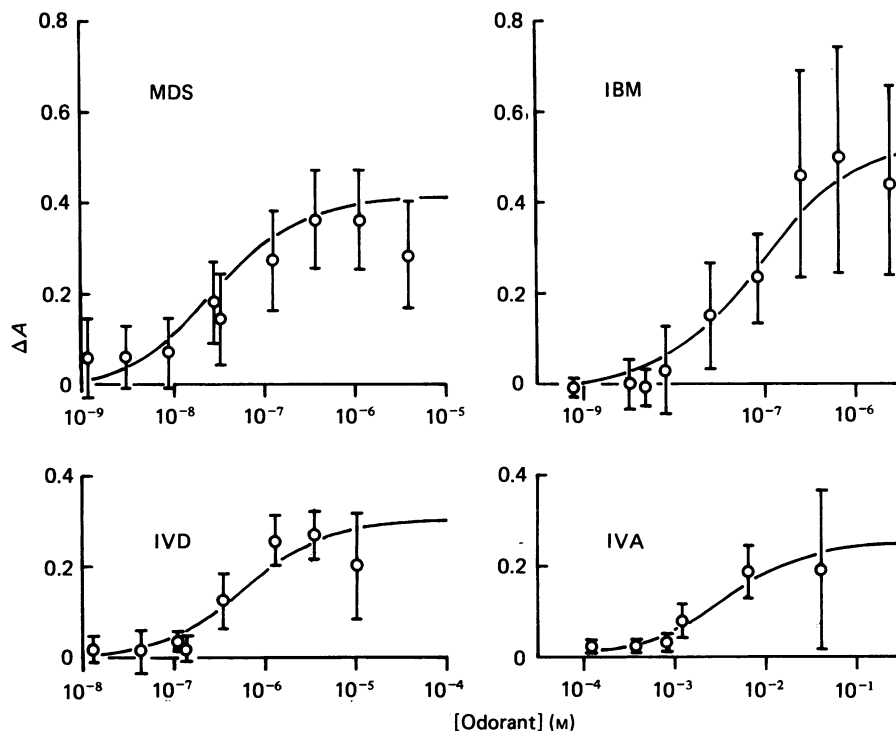 0.8
0.6
0.4
0.2
0
ΔA
MDS
10⁻⁹ 10⁻⁸ 10⁻⁷ 10⁻⁶ 10⁻⁵
0.8
0.6
0.4
0.2
0
IBM
10⁻⁹ 10⁻⁷ 10⁻⁶
0.4
0.2
0
IVD
10⁻⁸ 10⁻⁷ 10⁻⁶ 10⁻⁵ 10⁻⁴
0.4
0.2
0
IVA
10⁻⁴ 10⁻³ 10⁻² 10⁻¹
[Odorant] (M)